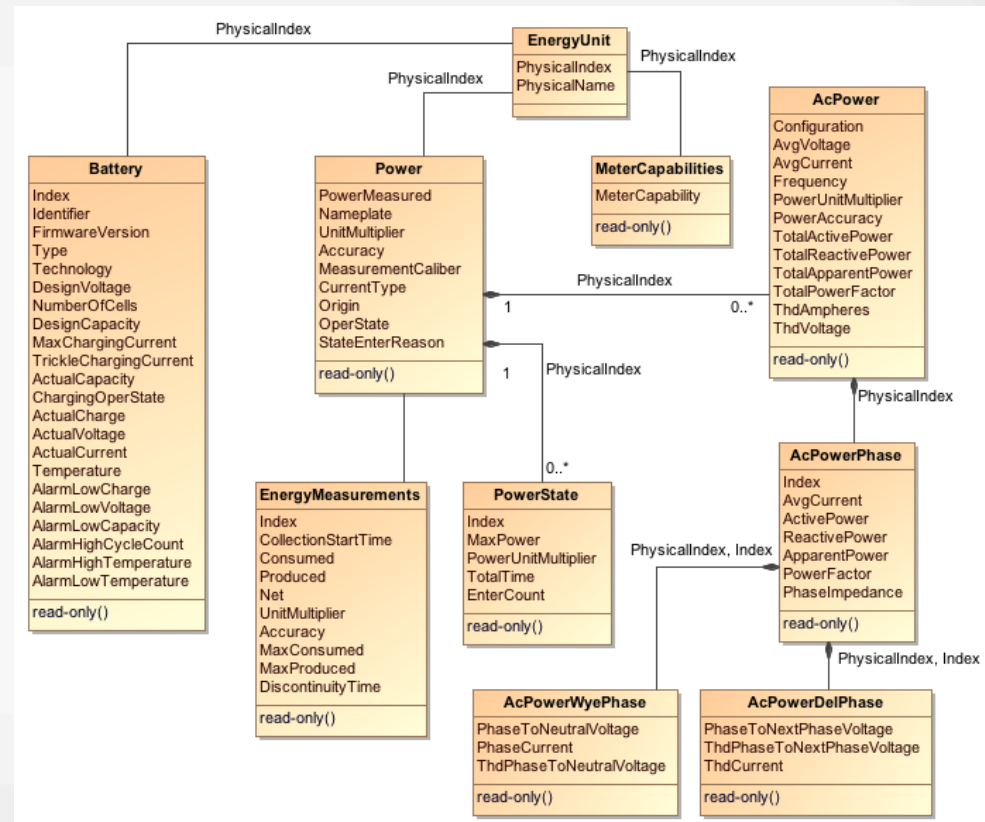 PhysicalIndex
EnergyUnit
PhysicalIndex
PhysicalName
PhysicalIndex
PhysicalIndex
AcPower
Configuration
AvgVoltage
AvgCurrent
Frequency
PowerUnitMultiplier
PowerAccuracy
TotalActivePower
TotalReactivePower
TotalApparentPower
TotalPowerFactor
ThdAmpheres
ThdVoltage
read-only()
Battery
Index
Identifier
FirmwareVersion
Type
Technology
DesignVoltage
NumberOfCells
DesignCapacity
MaxChargingCurrent
TrickleChargingCurrent
ActualCapacity
ChargingOperState
ActualCharge
ActualVoltage
ActualCurrent
Temperature
AlarmLowCharge
AlarmLowVoltage
AlarmLowCapacity
AlarmHighCycleCount
AlarmHighTemperature
AlarmLowTemperature
read-only()
Power
PowerMeasured
Nameplate
UnitMultiplier
Accuracy
MeasurementCaliber
CurrentType
Origin
OperState
StateEnterReason
read-only()
MeterCapabilities
MeterCapability
read-only()
PhysicalIndex
1
0..*
1
PhysicalIndex
0..*
PhysicalIndex
EnergyMeasurements
Index
CollectionStartTime
Consumed
Produced
Net
UnitMultiplier
Accuracy
MaxConsumed
MaxProduced
DiscontinuityTime
read-only()
PowerState
Index
MaxPower
PowerUnitMultiplier
TotalTime
EnterCount
read-only()
AcPowerPhase
Index
AvgCurrent
ActivePower
ReactivePower
ApparentPower
PowerFactor
PhaseImpedance
read-only()
PhysicalIndex, Index
PhysicalIndex, Index
AcPowerWyePhase
PhaseToNeutralVoltage
PhaseCurrent
ThdPhaseToNeutralVoltage
read-only()
AcPowerDelPhase
PhaseToNextPhaseVoltage
ThdPhaseToNextPhaseVoltage
ThdCurrent
read-only()